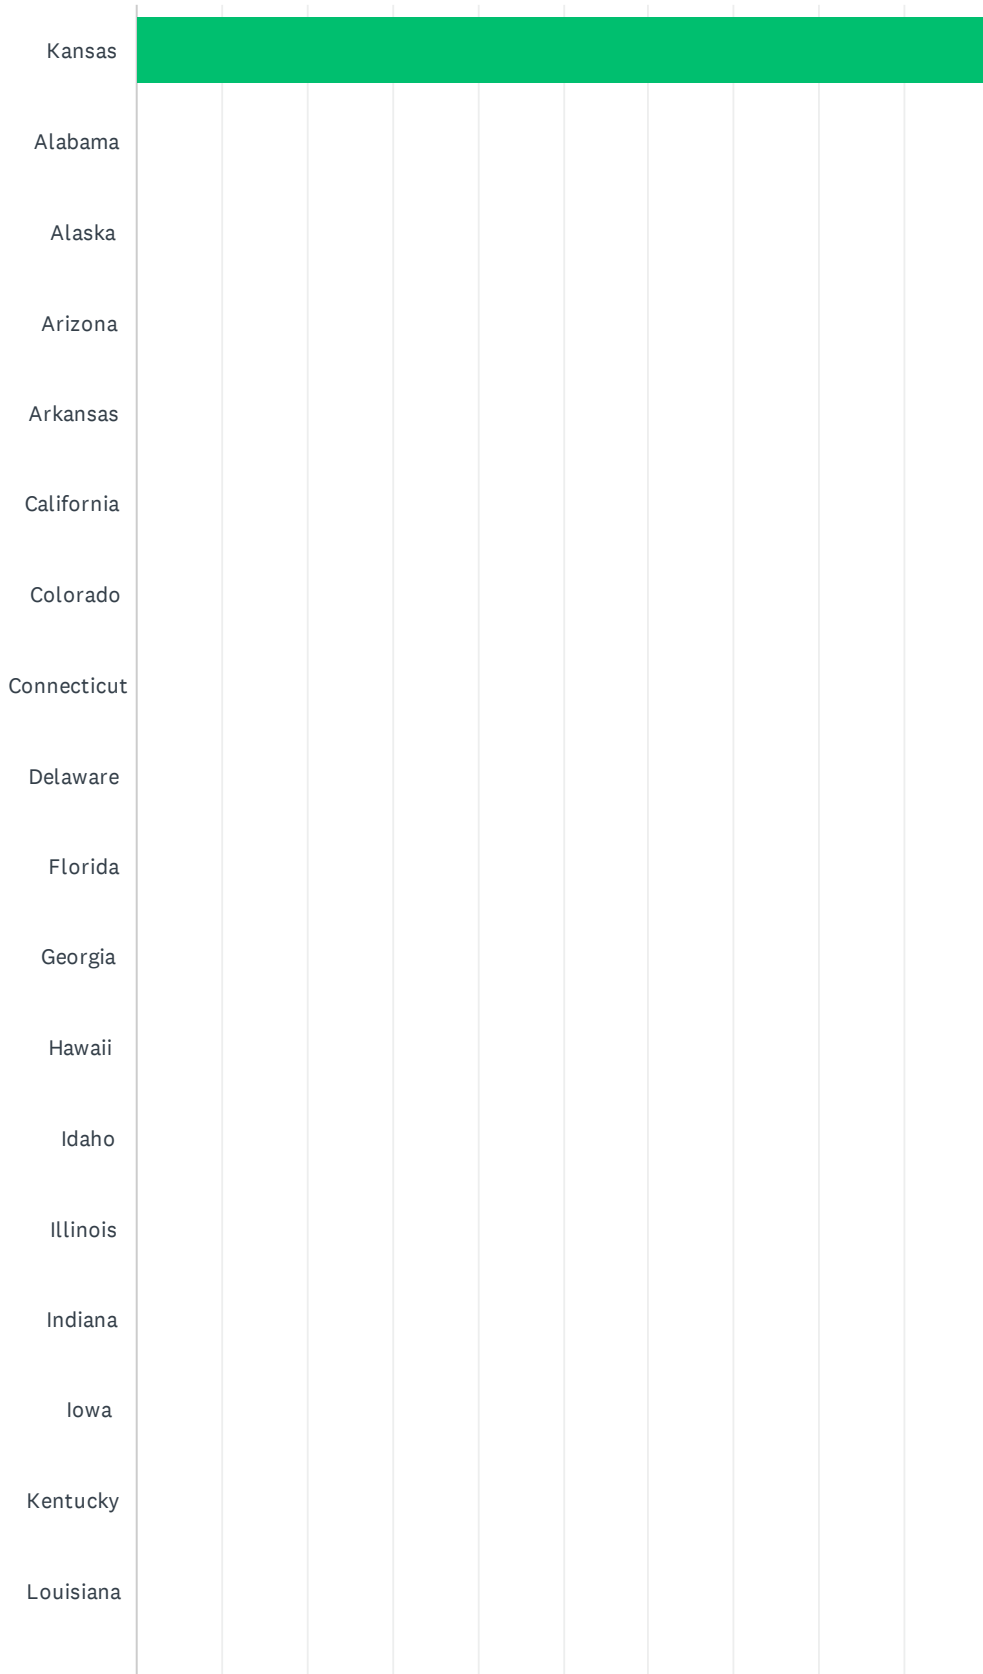 Kansas
Alabama
Alaska
Arizona
Arkansas
California
Colorado
Connecticut
Delaware
Florida
Georgia
Hawaii
Idaho
Illinois
Indiana
Iowa
Kentucky
Louisiana